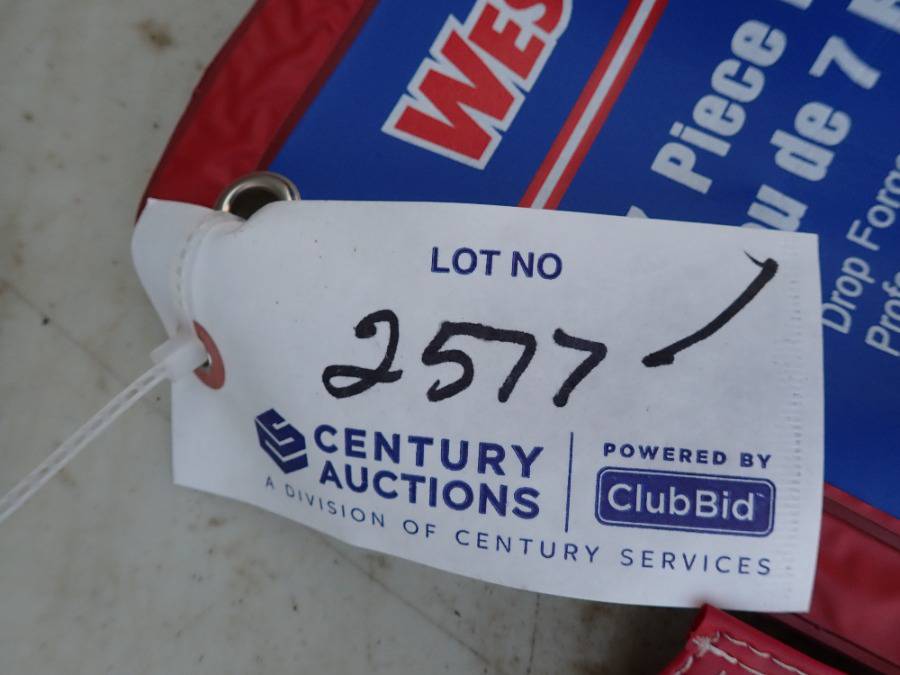 Piece
de 7
Drop
LOT NO
2577
CENTURY
AUCTIONS
A DIVISION OF CENTURY SERVICES
POWERED BY
ClubBid